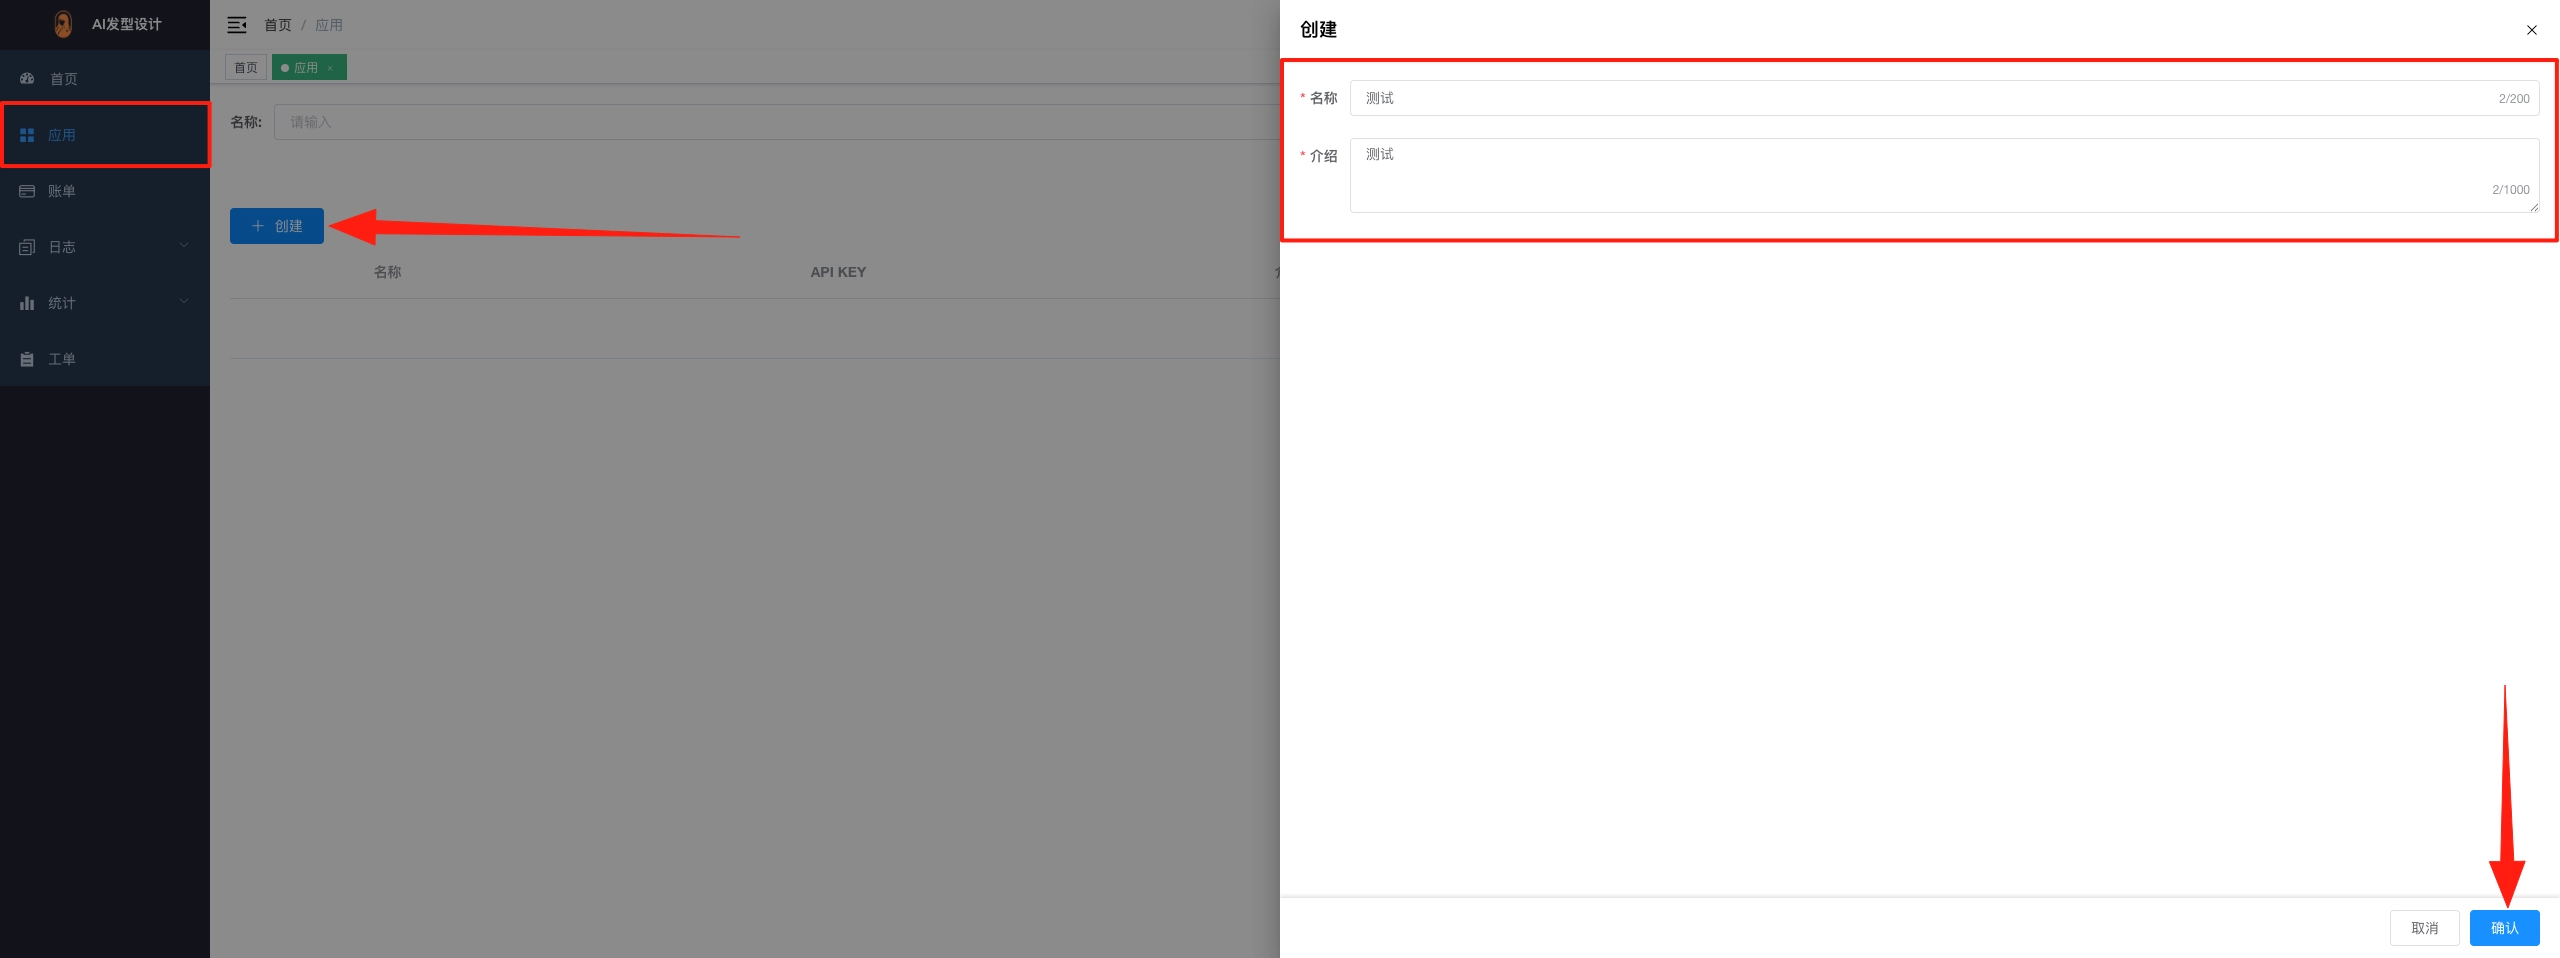 AI发型设计
首页
应用
账单
日志
统计
工单
首页 / 应用
首页
应用 ×
名称:
请输入
+ 创建
名称
API KEY
创建
* 名称
测试
2/200
* 介绍
测试
2/1000
取消
确认